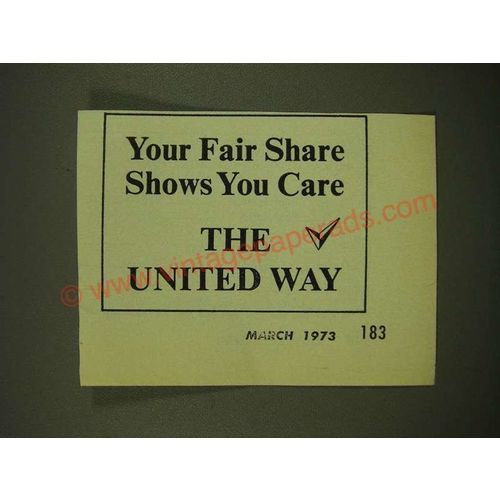 Your Fair Share
Shows You Care
THE
UNITED WAY
MARCH 1973 183
© www.vintagepaperads.com